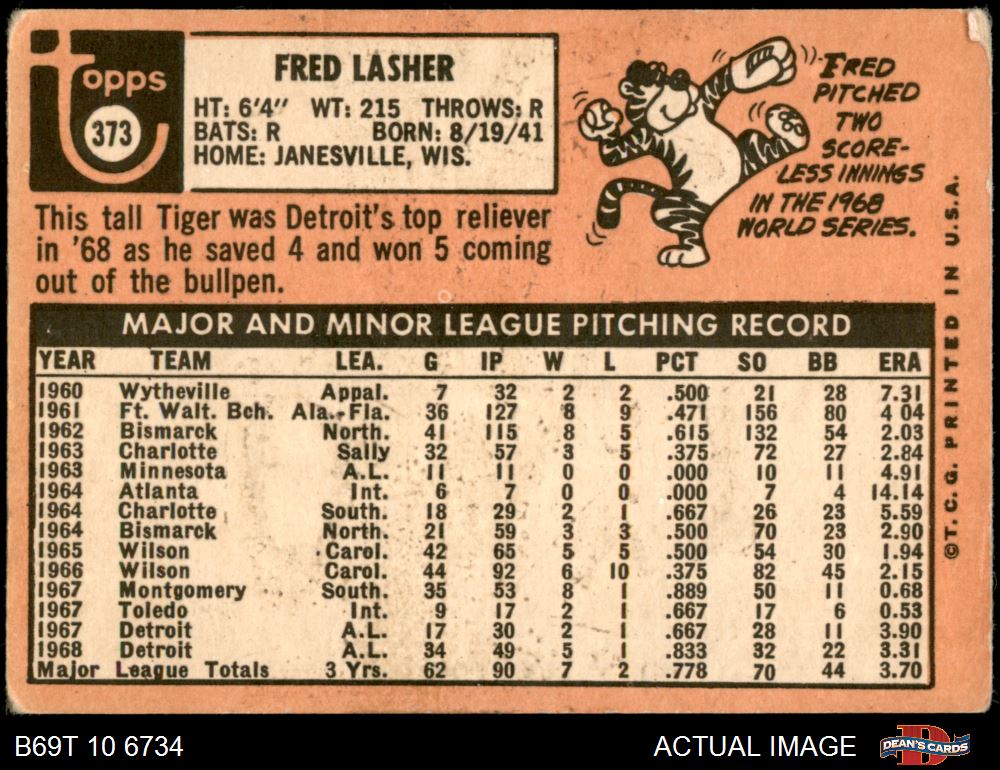 Topps
373
FRED LASHER
HT: 6'4" WT: 215 THROWS: R
BATS: R BORN: 8/19/41
HOME: JANESVILLE, WIS.
FRED
PITCHED
TWO
SCORE-
LESS INNINGS
IN THE 1968
WORLD SERIES.
This tall Tiger was Detroit's top reliever
in '68 as he saved 4 and won 5 coming
out of the bullpen.
MAJOR AND MINOR LEAGUE PITCHING RECORD
YEAR TEAM LEA. G IP W L PCT SO BB ERA
1960 Wytheville Appal. 7 32 2 2 .500 21 28 7.31
1961 Ft. Walt. Bch. Ala.-Fla. 36 127 8 9 .471 156 80 4 04
1962 Bismarck North. 41 115 8 5 .615 132 54 2.03
1963 Charlotte Sally 32 57 3 5 .375 72 27 2.84
1963 Minnesota A.L. 11 11 0 0 .000 10 11 4.91
1964 Atlanta Int. 6 7 0 0 .000 7 4 14.14
1964 Charlotte South. 18 29 2 1 .667 26 23 5.59
1964 Bismarck North. 21 59 3 3 .500 70 23 2.90
1965 Wilson Carol. 42 65 5 5 .500 54 30 1.94
1966 Wilson Carol. 44 92 6 10 .375 82 45 2.15
1967 Montgomery South. 35 53 8 1 .889 50 11 0.68
1967 Toledo Int. 9 17 2 1 .667 17 6 0.53
1967 Detroit A.L. 17 30 2 1 .667 28 11 3.90
1968 Detroit A.L. 34 49 5 1 .833 32 22 3.31
Major League Totals 3 Yrs. 62 90 7 2 .778 70 44 3.70
©T.C.G. PRINTED IN U.S.A.
B69T 10 6734
ACTUAL IMAGE
D
DEAN'S CARDS